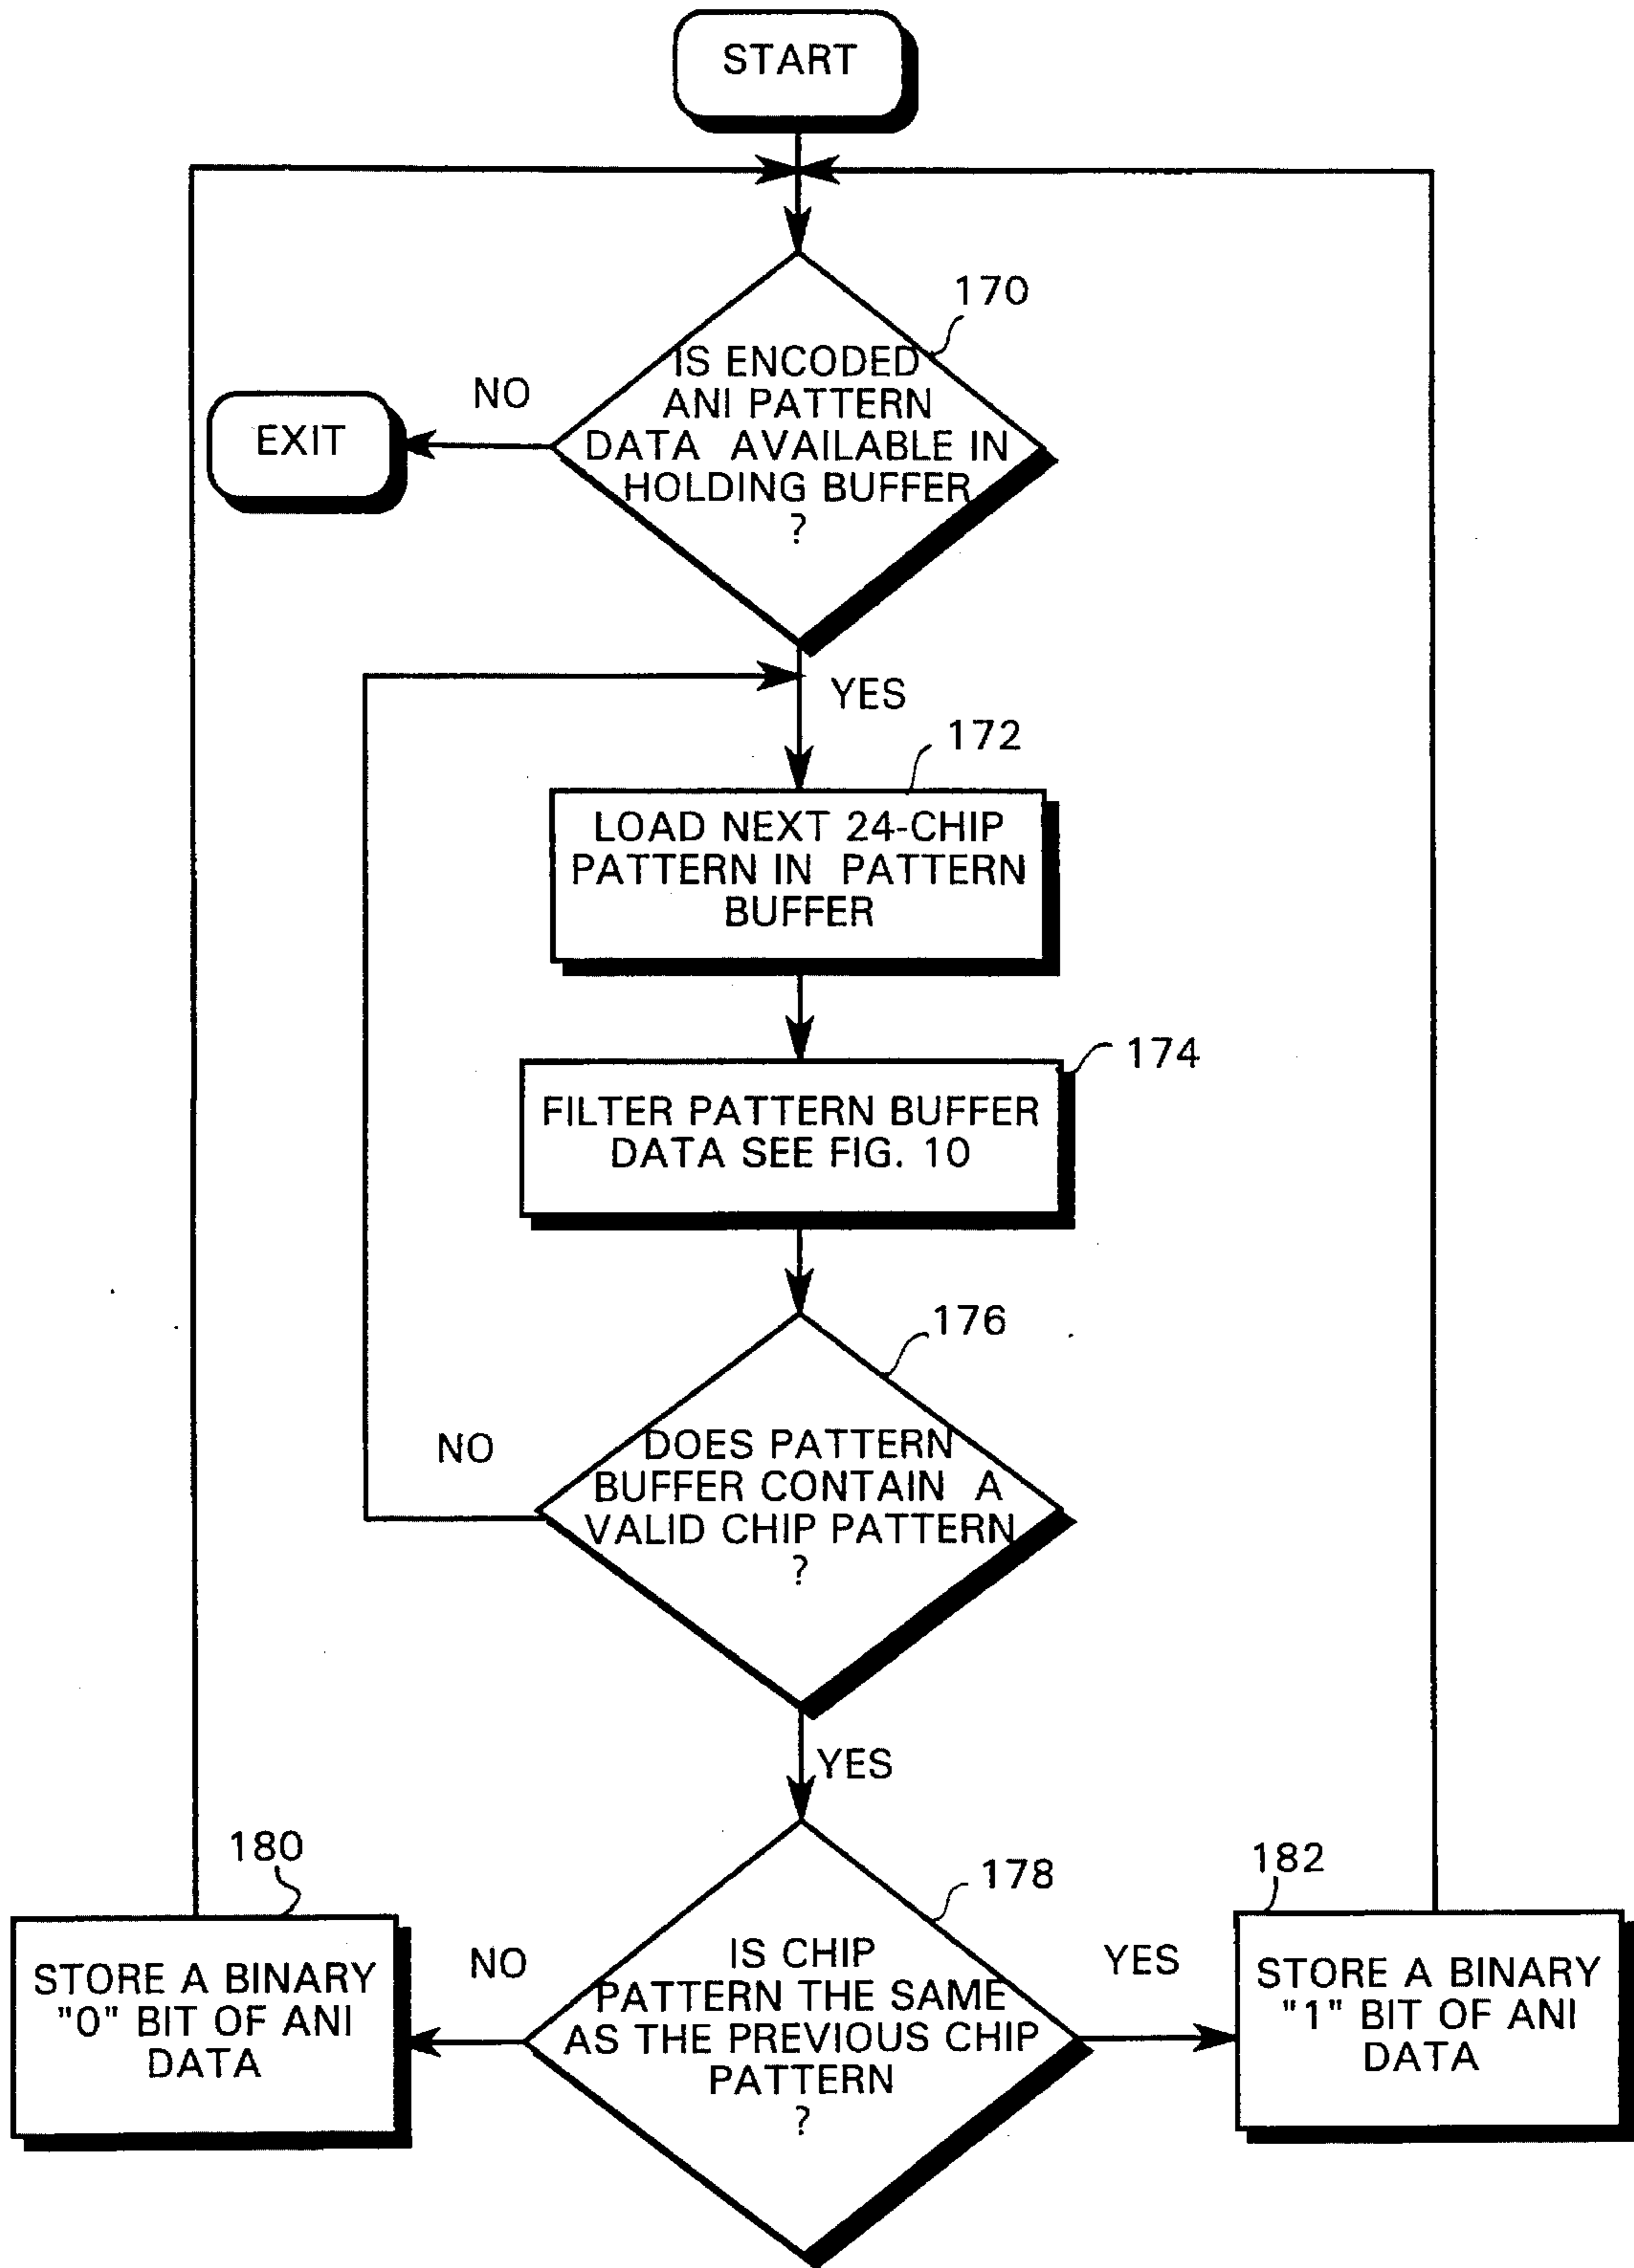 START
170
IS ENCODED
ANI PATTERN
DATA AVAILABLE IN
HOLDING BUFFER
?
NO
EXIT
YES
172
LOAD NEXT 24-CHIP
PATTERN IN PATTERN
BUFFER
174
FILTER PATTERN BUFFER
DATA SEE FIG. 10
176
DOES PATTERN
BUFFER CONTAIN A
VALID CHIP PATTERN
?
NO
YES
178
IS CHIP
PATTERN THE SAME
AS THE PREVIOUS CHIP
PATTERN
?
NO
180
STORE A BINARY
"0" BIT OF ANI
DATA
YES
182
STORE A BINARY
"1" BIT OF ANI
DATA